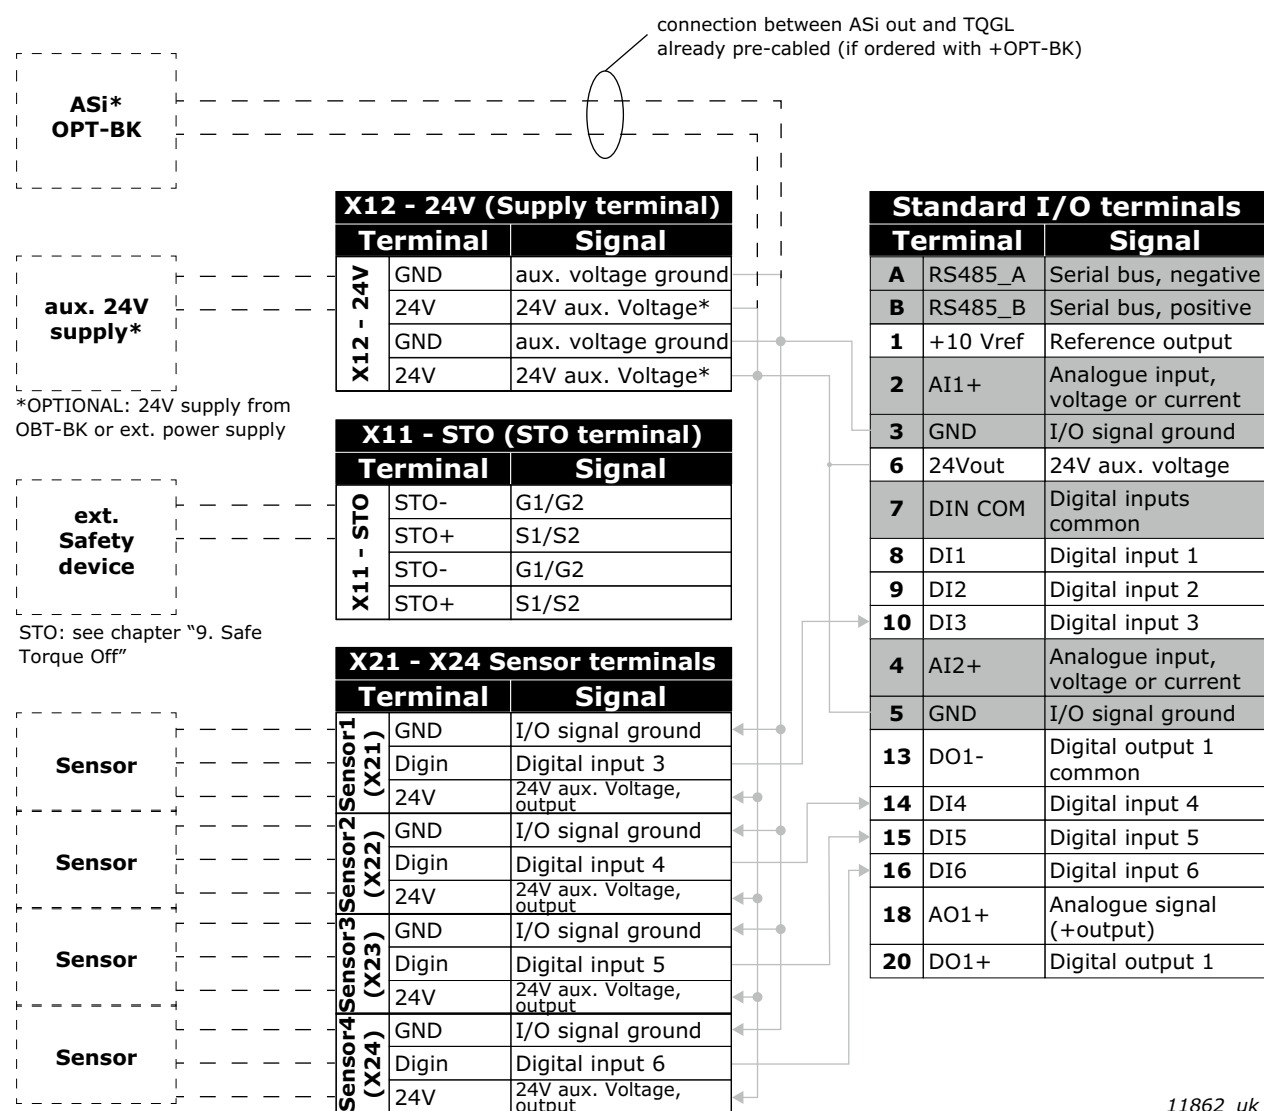 connection between ASi out and TQGL
already pre-cabled (if ordered with +OPT-BK)
ASi*
OPT-BK
aux. 24V
supply*
*OPTIONAL: 24V supply from
OBT-BK or ext. power supply
ext.
Safety
device
STO: see chapter “9. Safe
Torque Off”
Sensor
Sensor
Sensor
Sensor
X12 - 24V (Supply terminal)
Terminal Signal
X12 - 24V
GND aux. voltage ground
24V 24V aux. Voltage*
GND aux. voltage ground
24V 24V aux. Voltage*
X11 - STO (STO terminal)
Terminal Signal
X11 - STO
STO- G1/G2
STO+ S1/S2
STO- G1/G2
STO+ S1/S2
X21 - X24 Sensor terminals
Terminal Signal
Sensor1
(X21)
GND I/O signal ground
Digin Digital input 3
24V 24V aux. Voltage,
output
Sensor2
(X22)
GND I/O signal ground
Digin Digital input 4
24V 24V aux. Voltage,
output
Sensor3
(X23)
GND I/O signal ground
Digin Digital input 5
24V 24V aux. Voltage,
output
Sensor4
(X24)
GND I/O signal ground
Digin Digital input 6
24V 24V aux. Voltage,
output
Standard I/O terminals
Terminal Signal
A RS485_A Serial bus, negative
B RS485_B Serial bus, positive
1 +10 Vref Reference output
2 AI1+ Analogue input,
voltage or current
3 GND I/O signal ground
6 24Vout 24V aux. voltage
7 DIN COM Digital inputs
common
8 DI1 Digital input 1
9 DI2 Digital input 2
10 DI3 Digital input 3
4 AI2+ Analogue input,
voltage or current
5 GND I/O signal ground
13 DO1- Digital output 1
common
14 DI4 Digital input 4
15 DI5 Digital input 5
16 DI6 Digital input 6
18 AO1+ Analogue signal
(+output)
20 DO1+ Digital output 1
11862_uk